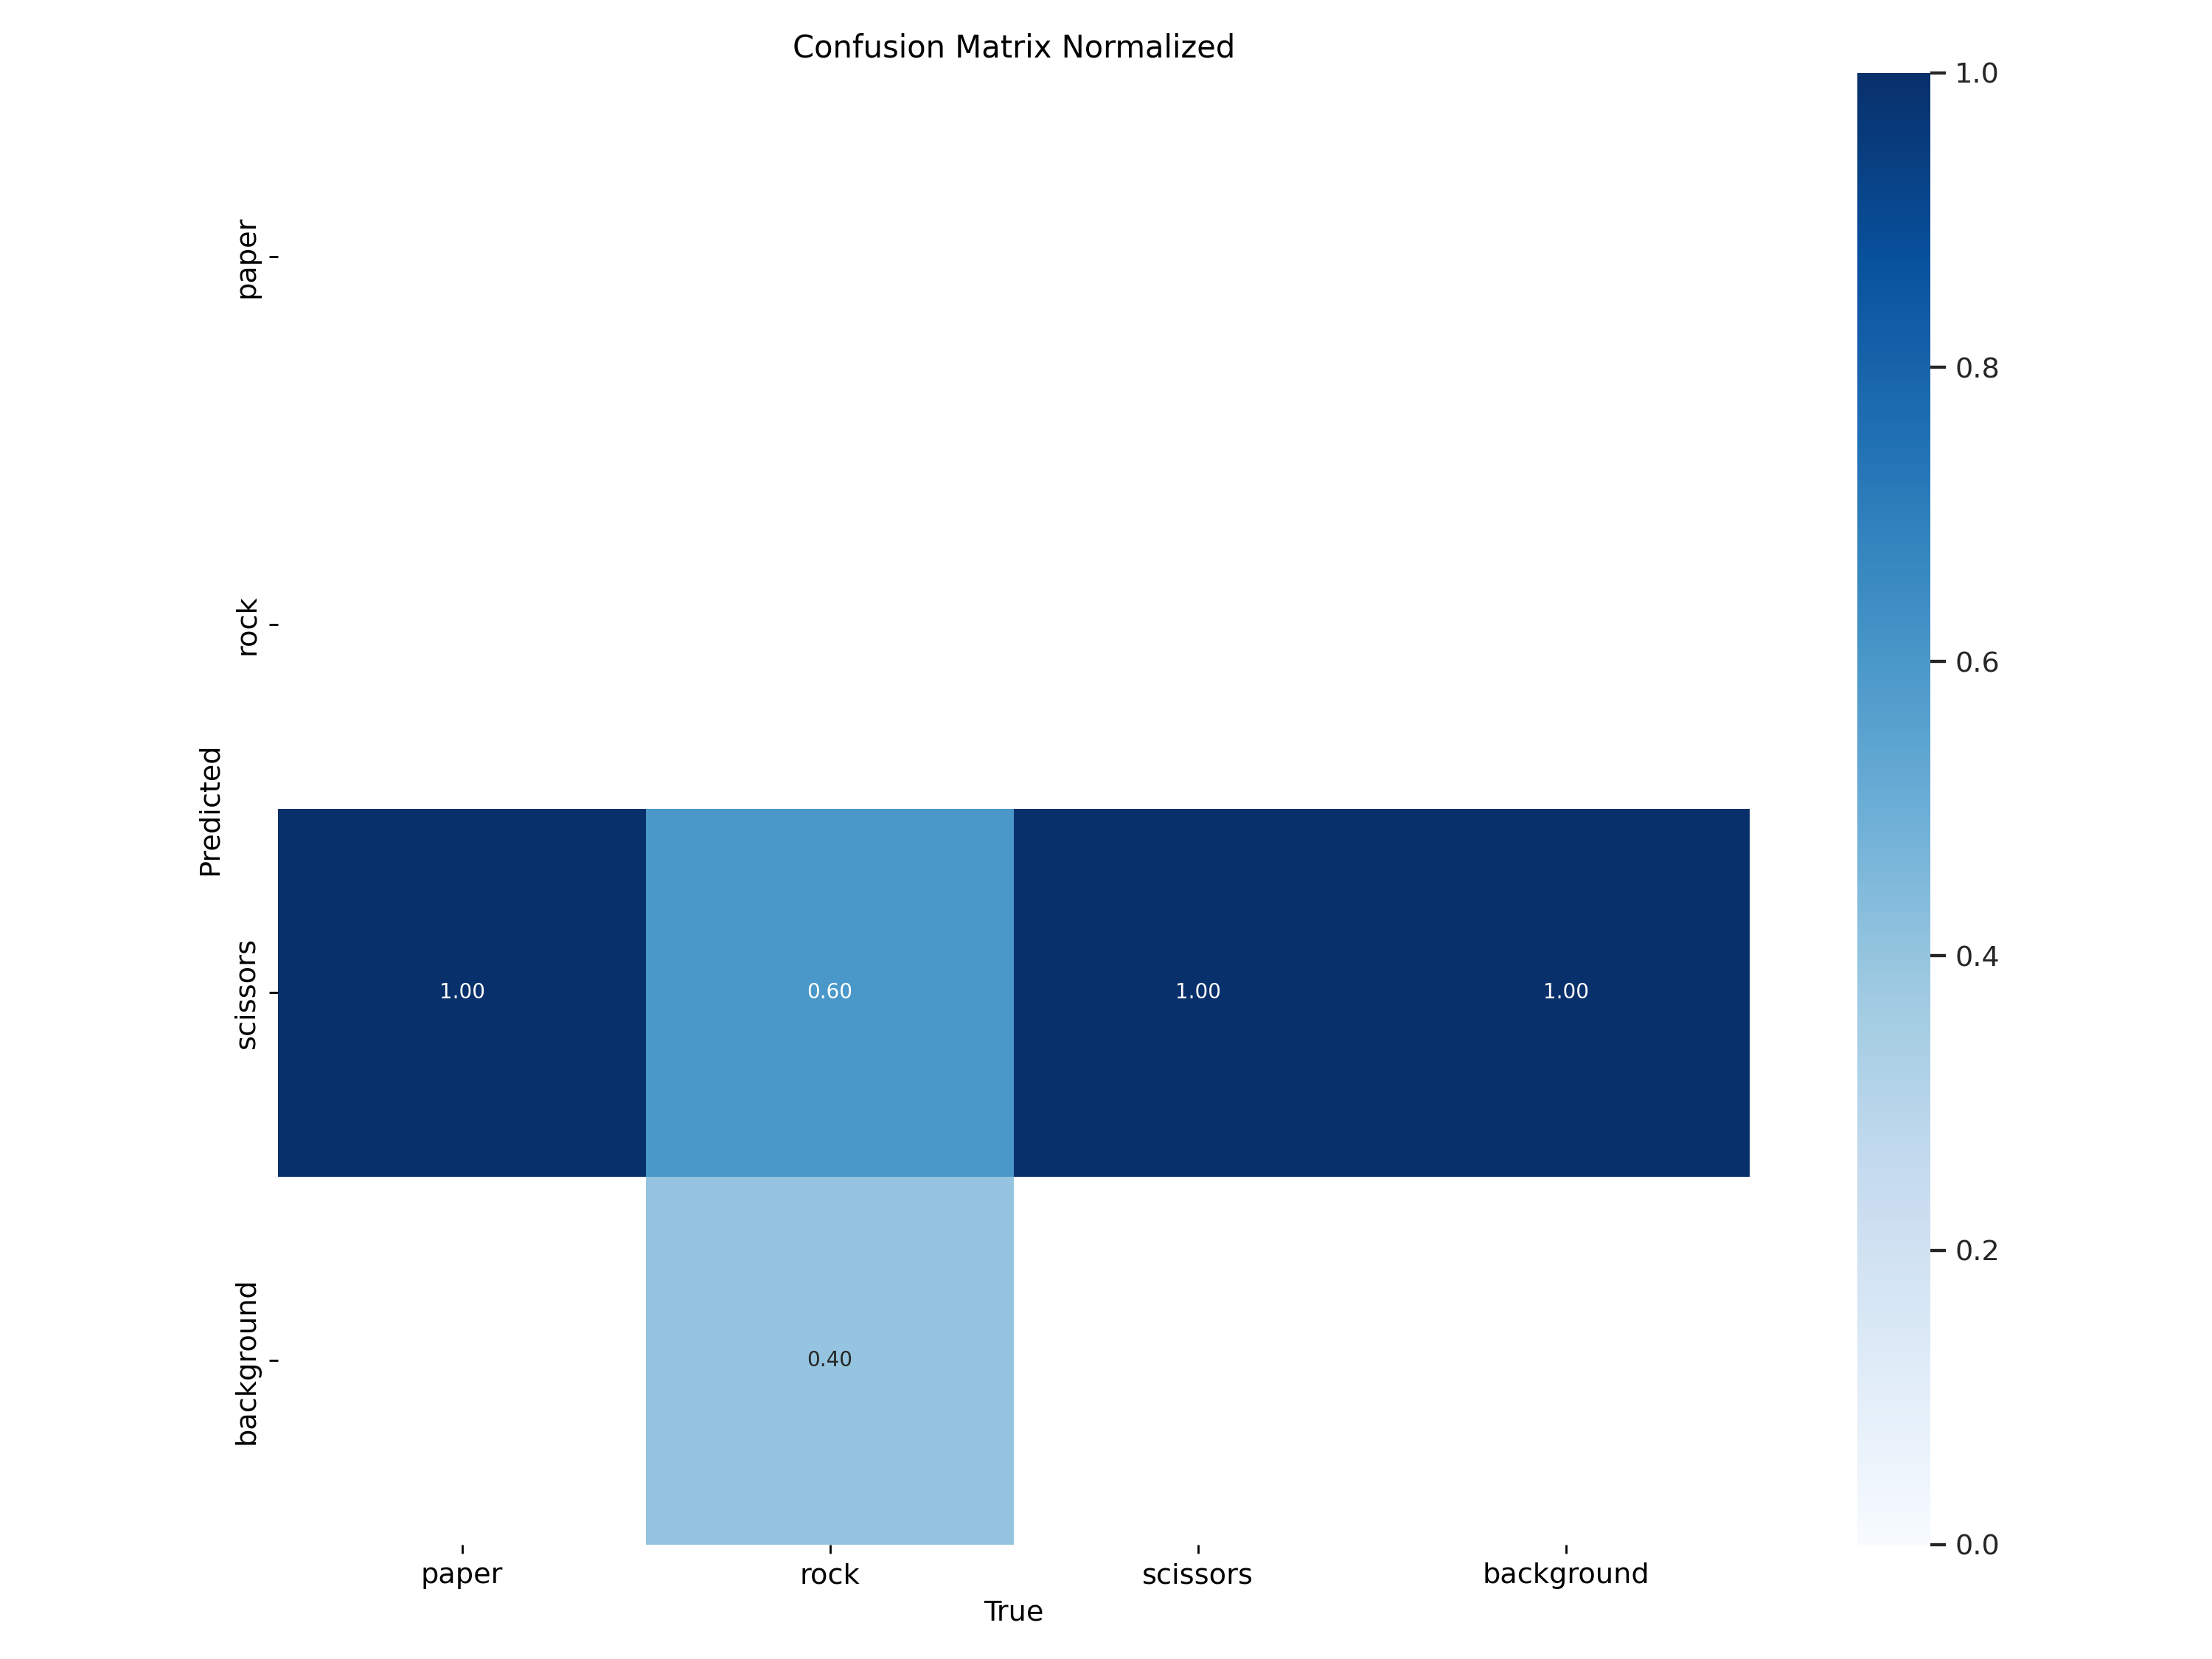 Confusion Matrix Normalized
paper
rock
scissors
background
Predicted
1.00 0.60 1.00 1.00
0.40
paper rock scissors background
True
1.0
0.8
0.6
0.4
0.2
0.0